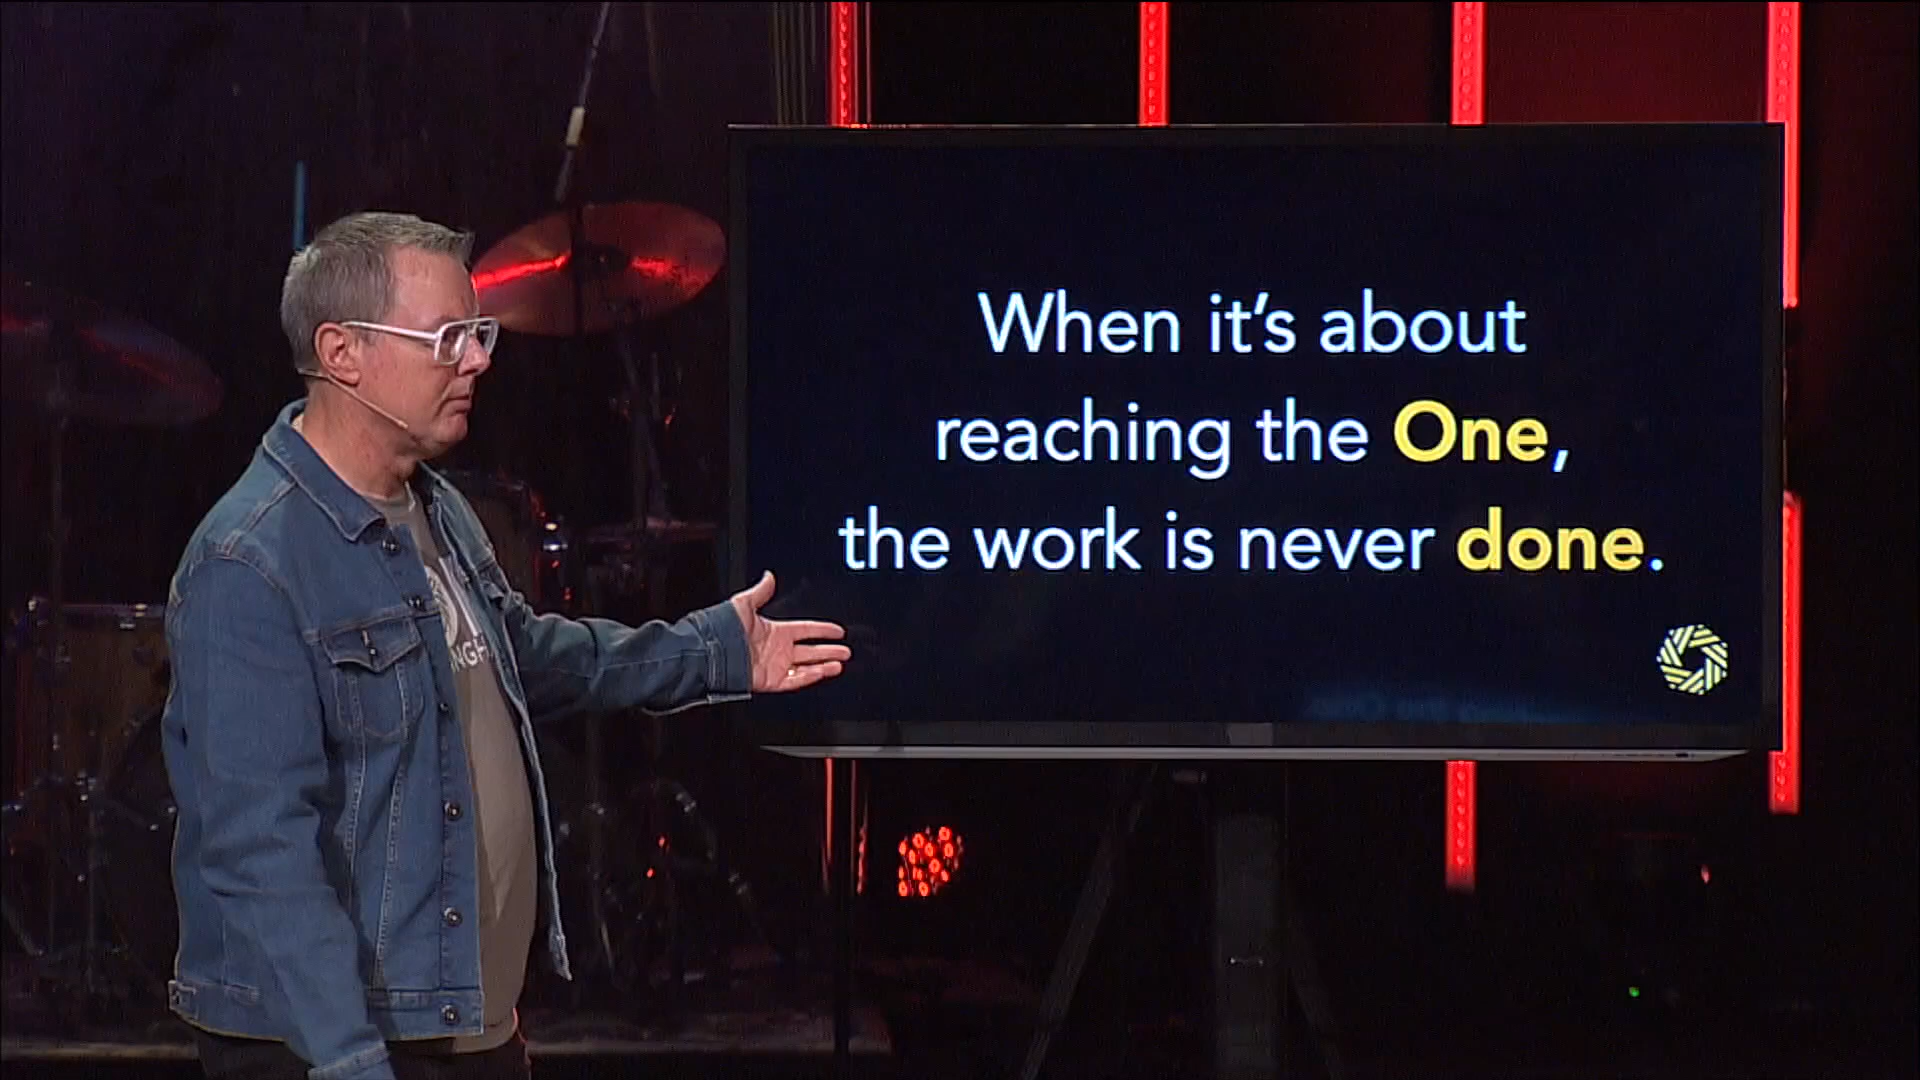 When it’s about
reaching the One,
the work is never done.